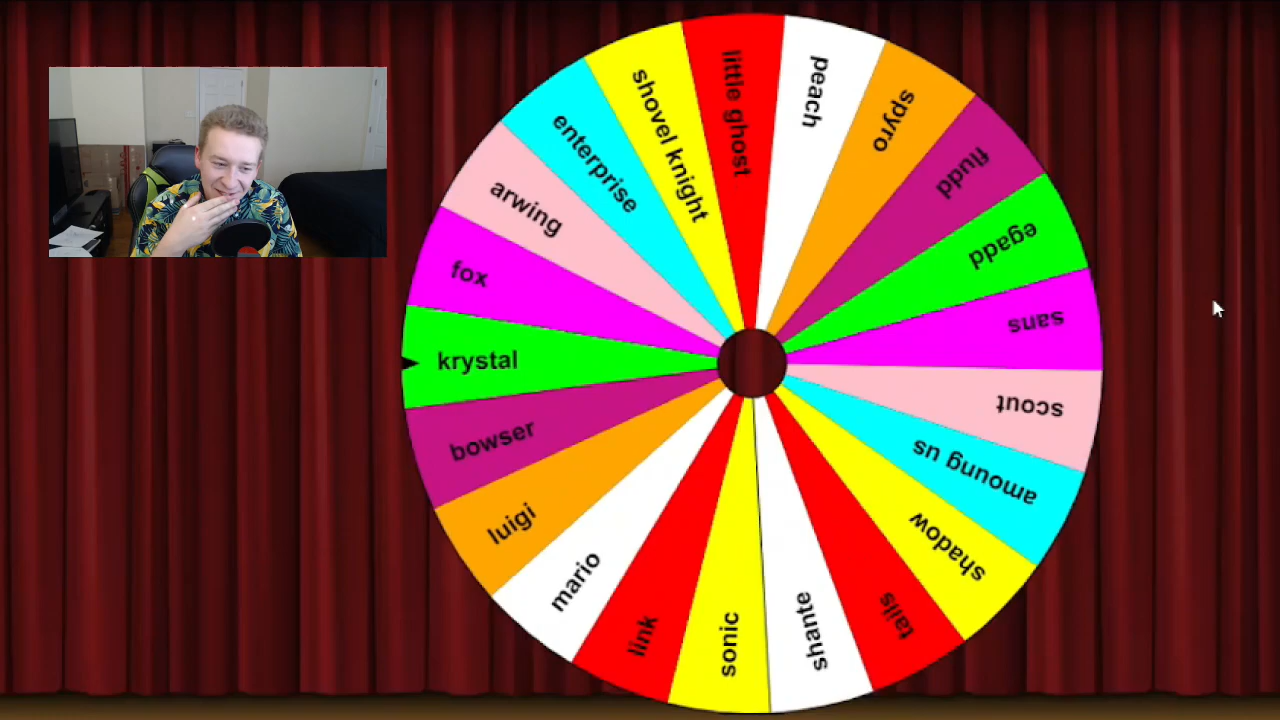 little ghost
peach
spyro
fludd
egadd
sans
scout
amoung us
shadow
tails
shante
sonic
link
mario
luigi
bowser
krystal
fox
arwing
enterprise
shovel knight